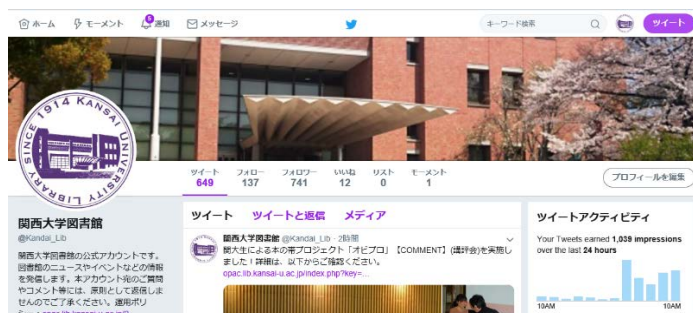 ホーム モーメント 5 通知 メッセージ キーワード検索 ツイート
SINCE 1914 KANSAI UNIVERSITY LIBRARY
ツイート フォロー フォロワー いいね リスト モーメント
649 137 741 12 0 1
プロフィールを編集
関西大学図書館
@Kandai_Lib
関西大学図書館の公式アカウントです。
図書館のニュースやイベントなどの情報
を発信します。本アカウント宛のご質問
やコメント等には、原則として返信しま
せんのでご了承ください。運用ポリ
ツイート ツイートと返信 メディア
関西大学図書館 @Kandai_Lib · 2時間
関大生による本の帯プロジェクト「オビプロ」【COMMENT】(講評会)を実施し
ました！詳細は、以下からご確認ください。
opac.lib.kansai-u.ac.jp/index.php?key=...
ツイートアクティビティ
Your Tweets earned 1,039 impressions
over the last 24 hours
10AM 10AM